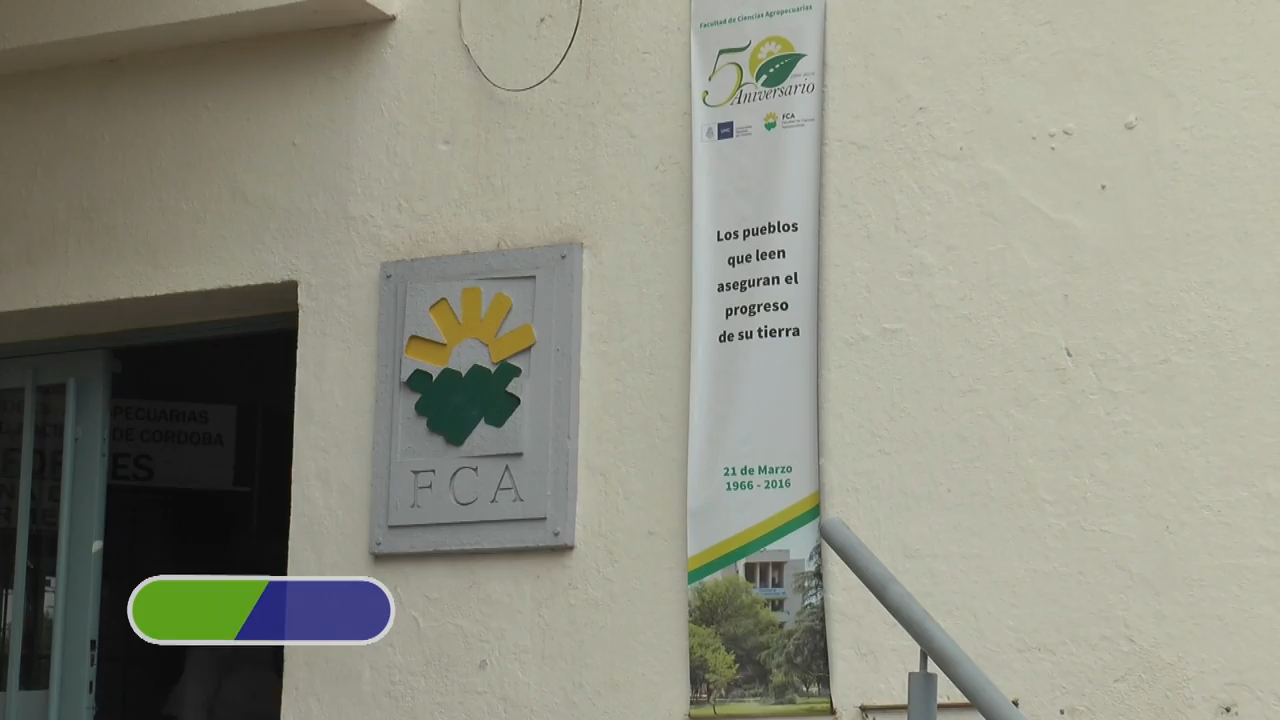 Facultad de Ciencias Agropecuarias
50
Aniversario
UNC
FCA
Los pueblos
que leen
aseguran el
progreso
de su tierra
21 de Marzo
1966 - 2016
FCA
PECUARIAS
DE CORDOBA